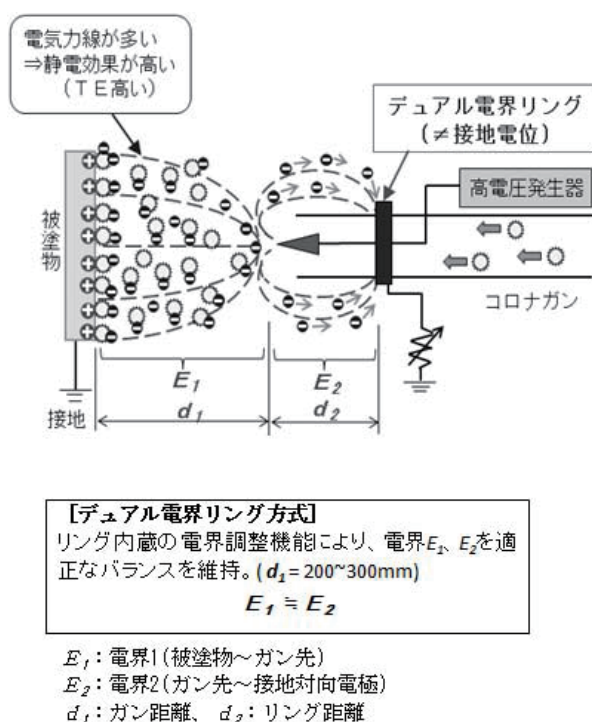 電気力線が多い
⇒静電効果が高い
(TE高い)
デュアル電界リング
(≠接地電位)
高電圧発生器
被塗物
コロナガン
接地
E₁
E₂
d₁
d₂
[デュアル電界リング方式]
リング内蔵の電界調整機能により、電界E₁、E₂を適
正なバランスを維持。(d₁=200~300mm)
E₁ ≒ E₂
E₁:電界1(被塗物~ガン先)
E₂:電界2(ガン先~接地対向電極)
d₁:ガン距離、d₂:リング距離